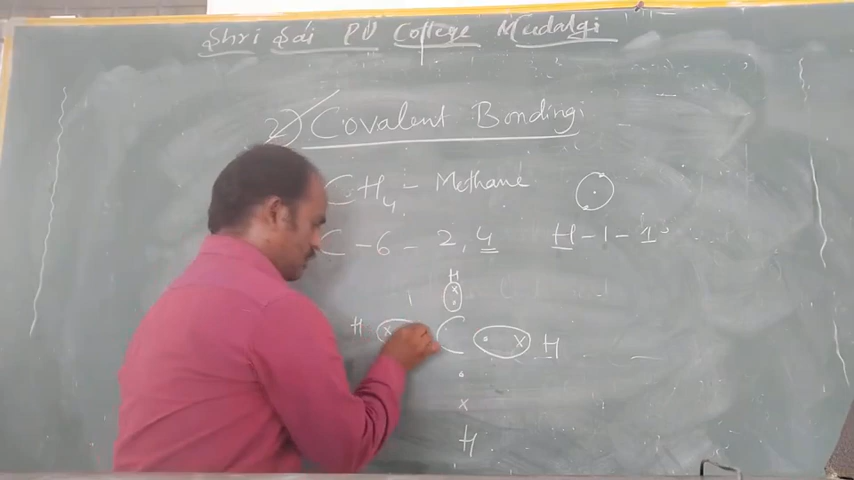 Shri Sai PU College Mudalgi
2) Covalent Bonding:
CH4 - Methane
C - 6 - 2, 4 H - 1 - 1
H
x
.
H x C . x H
.
x
H